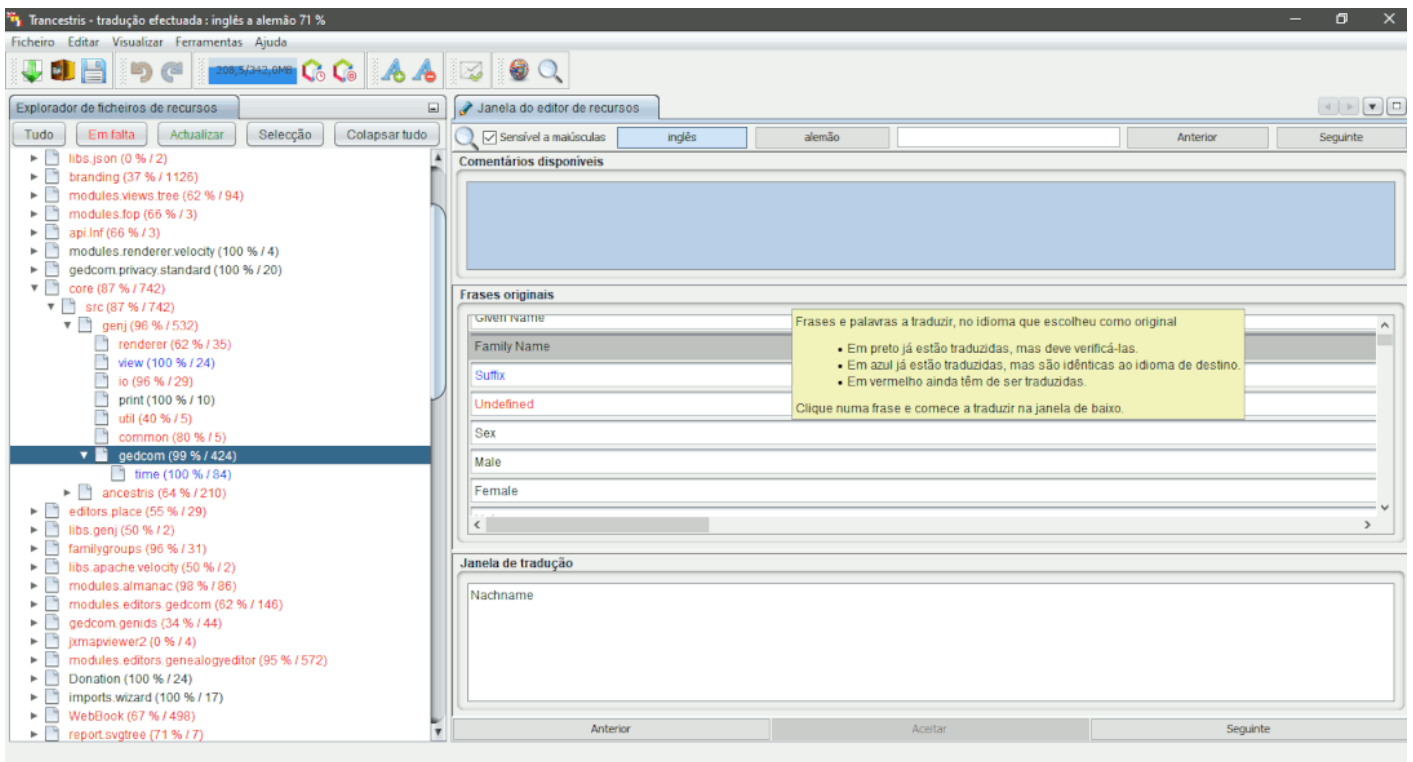 Trancestris - tradução efectuada : inglês a alemão 71 %
Ficheiro Editar Visualizar Ferramentas Ajuda
208,5/342,0MB
Explorador de ficheiros de recursos
Tudo Em falta Actualizar Selecção Colapsar tudo
libs.json (0 % / 2)
branding (37 % / 1126)
modules.views.tree (62 % / 94)
modules.fop (66 % / 3)
api.lnf (66 % / 3)
modules.renderer.velocity (100 % / 4)
gedcom.privacy.standard (100 % / 20)
core (87 % / 742)
src (87 % / 742)
genj (96 % / 532)
renderer (62 % / 35)
view (100 % / 24)
io (96 % / 29)
print (100 % / 10)
util (40 % / 5)
common (80 % / 5)
gedcom (99 % / 424)
time (100 % / 84)
ancestris (64 % / 210)
editors.place (55 % / 29)
libs.genj (50 % / 2)
familygroups (96 % / 31)
libs.apache.velocity (50 % / 2)
modules.almanac (98 % / 86)
modules.editors.gedcom (62 % / 146)
gedcom.genids (34 % / 44)
jxmapviewer2 (0 % / 4)
modules.editors.genealogyeditor (95 % / 572)
Donation (100 % / 24)
imports.wizard (100 % / 17)
WebBook (67 % / 498)
report.svgtree (71 % / 7)
Janela do editor de recursos
Sensível a maiúsculas inglês alemão Anterior Seguinte
Comentários disponíveis
Frases originais
Given Name
Family Name
Suffix
Undefined
Sex
Male
Female
Frases e palavras a traduzir, no idioma que escolheu como original
• Em preto já estão traduzidas, mas deve verificá-las.
• Em azul já estão traduzidas, mas são idênticas ao idioma de destino.
• Em vermelho ainda têm de ser traduzidas.
Clique numa frase e comece a traduzir na janela de baixo.
Janela de tradução
Nachname
Anterior Aceitar Seguinte